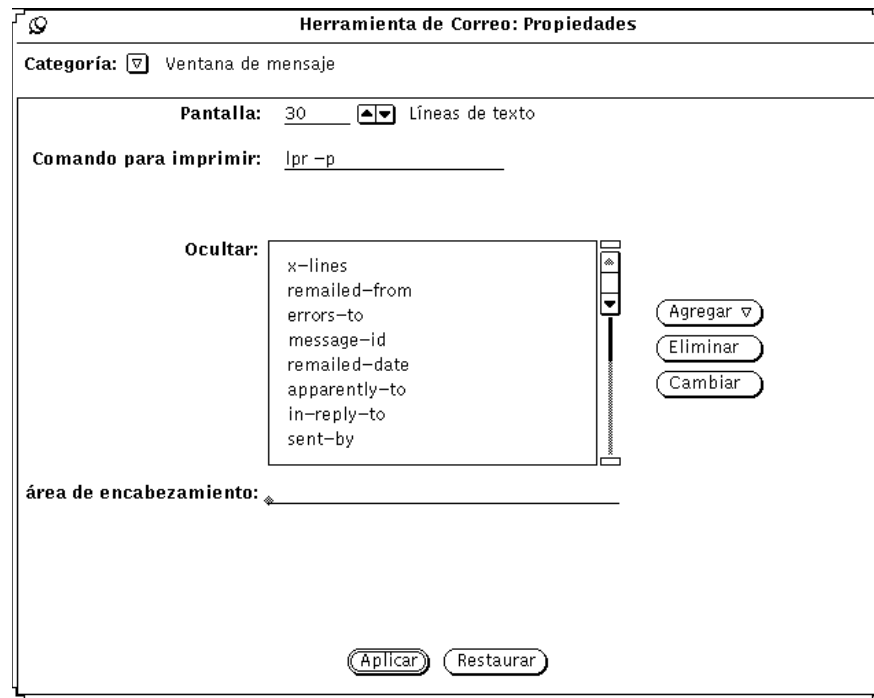 Herramienta de Correo: Propiedades
Categoría: Ventana de mensaje
Pantalla: 30 Líneas de texto
Comando para imprimir: lpr −p
Ocultar:
x−lines
remailed−from
errors−to
message−id
remailed−date
apparently−to
in−reply−to
sent−by
Agregar
Eliminar
Cambiar
área de encabezamiento:
Aplicar Restaurar